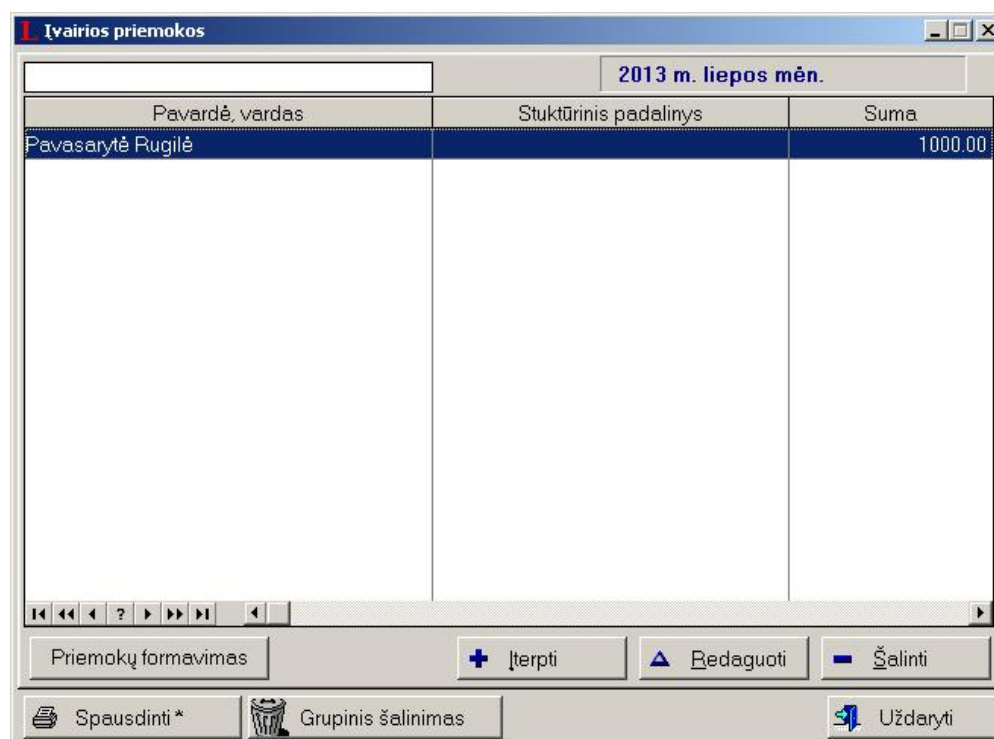 L Įvairios priemokos
2013 m. liepos mėn.
Pavardė, vardas Stuktūrinis padalinys Suma
Pavasarytė Rugilė 1000.00
?
Priemokų formavimas Įterpti Redaguoti Šalinti
Spausdinti * Grupinis šalinimas Uždaryti